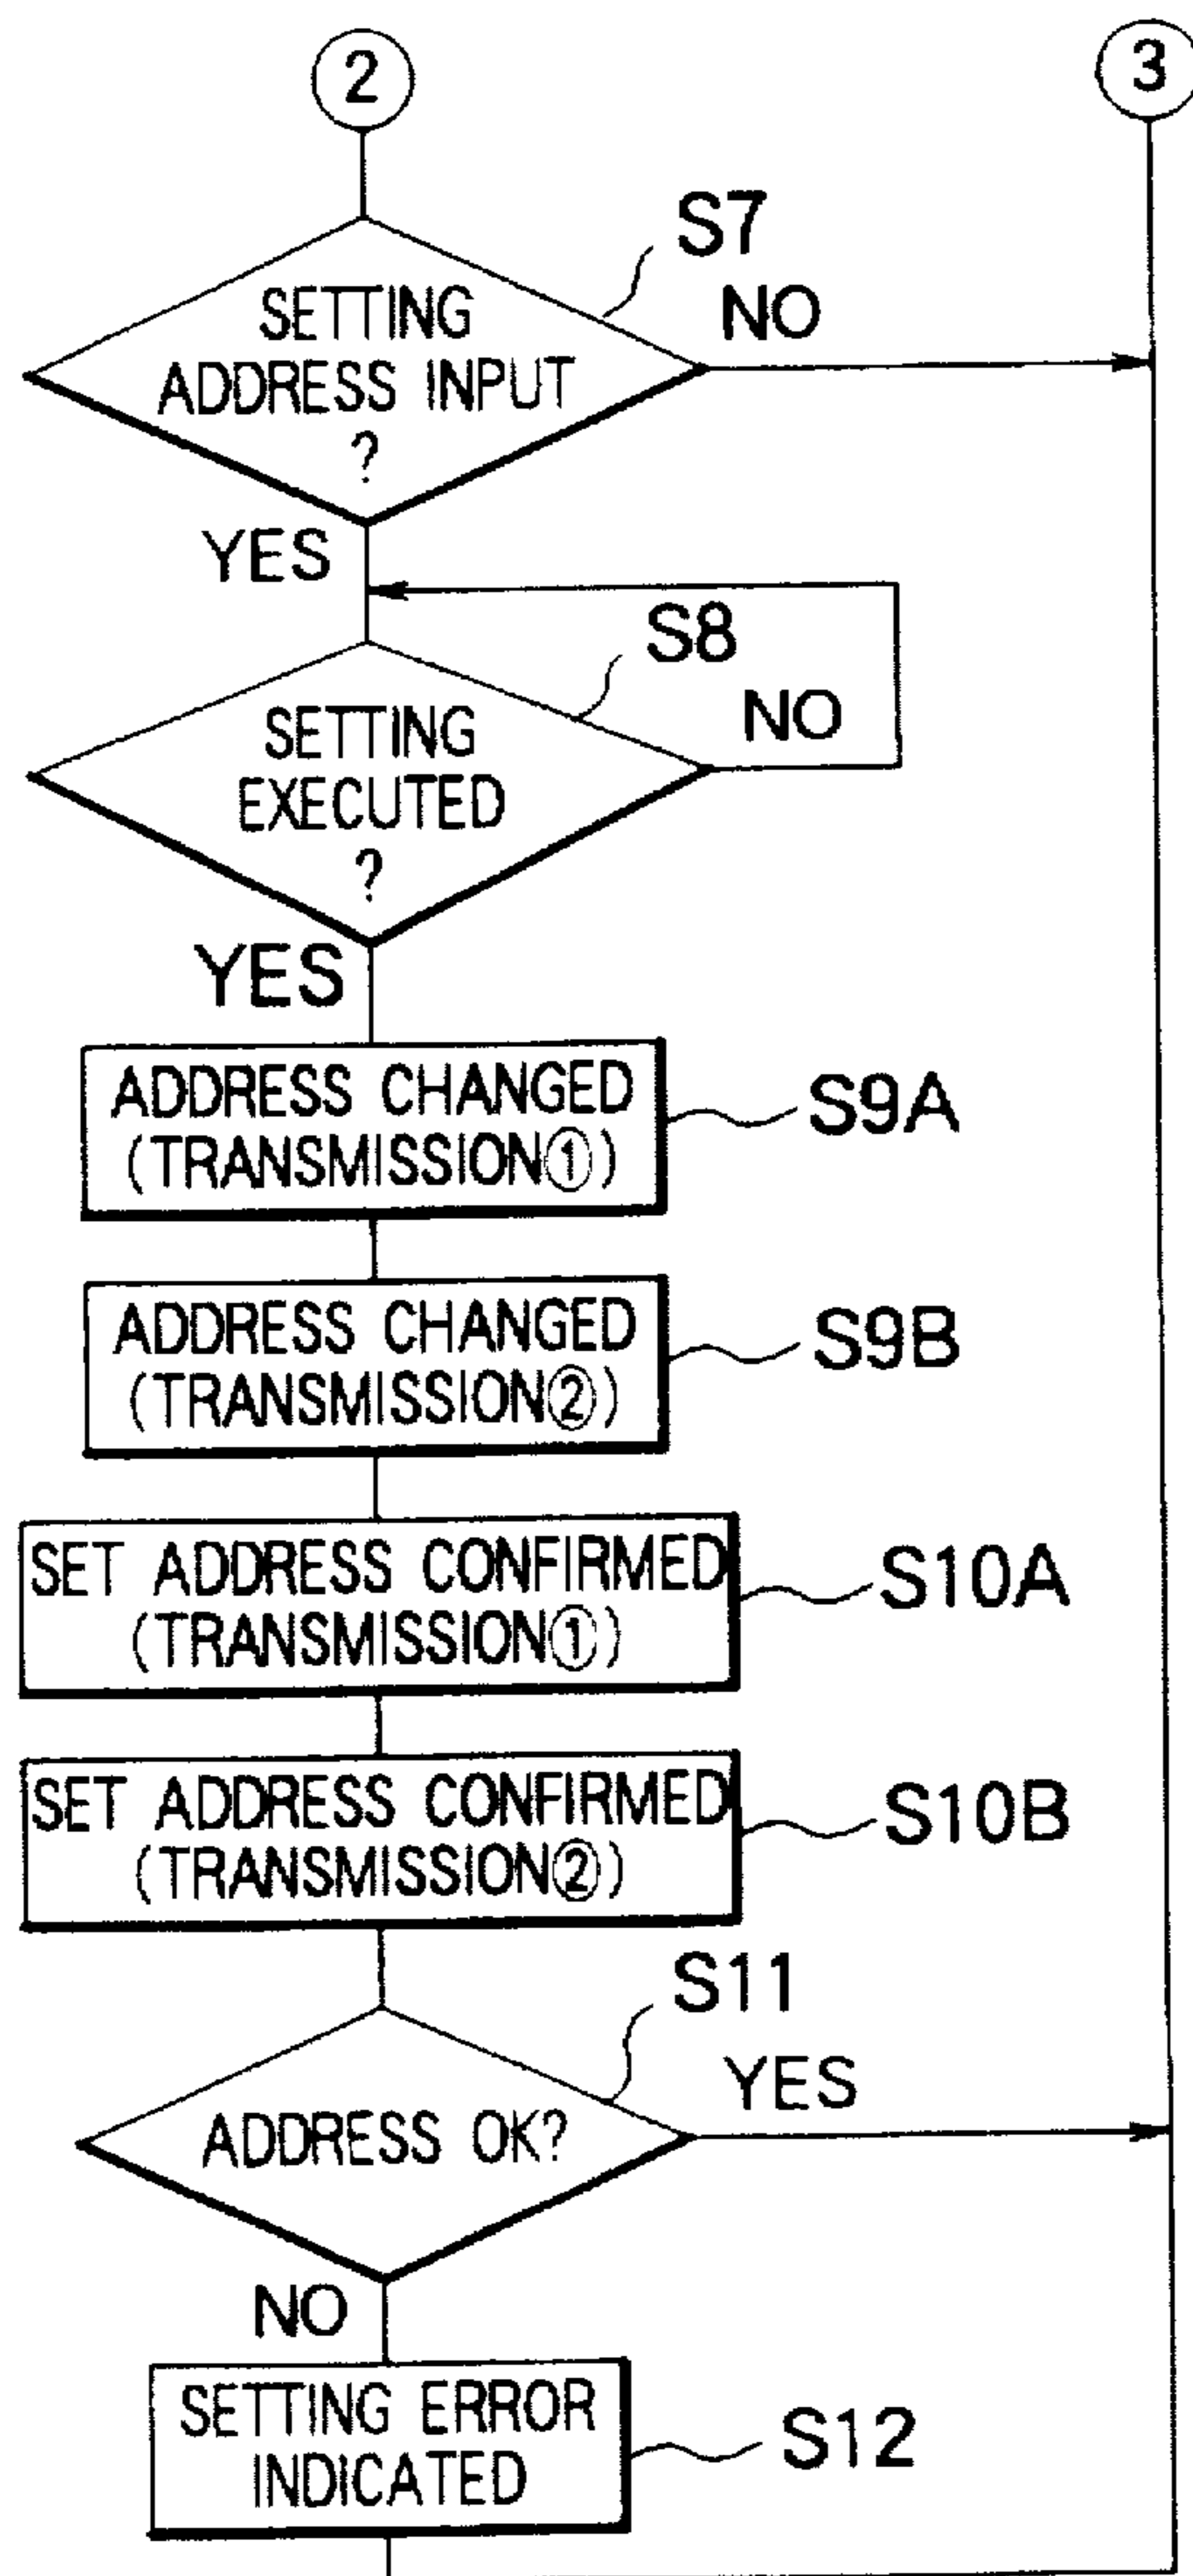 ②
③
S7
SETTING
ADDRESS INPUT
?
NO
YES
S8
SETTING
EXECUTED
?
NO
YES
ADDRESS CHANGED
(TRANSMISSION①)
S9A
ADDRESS CHANGED
(TRANSMISSION②)
S9B
SET ADDRESS CONFIRMED
(TRANSMISSION①)
S10A
SET ADDRESS CONFIRMED
(TRANSMISSION②)
S10B
S11
ADDRESS OK?
YES
NO
SETTING ERROR
INDICATED
S12